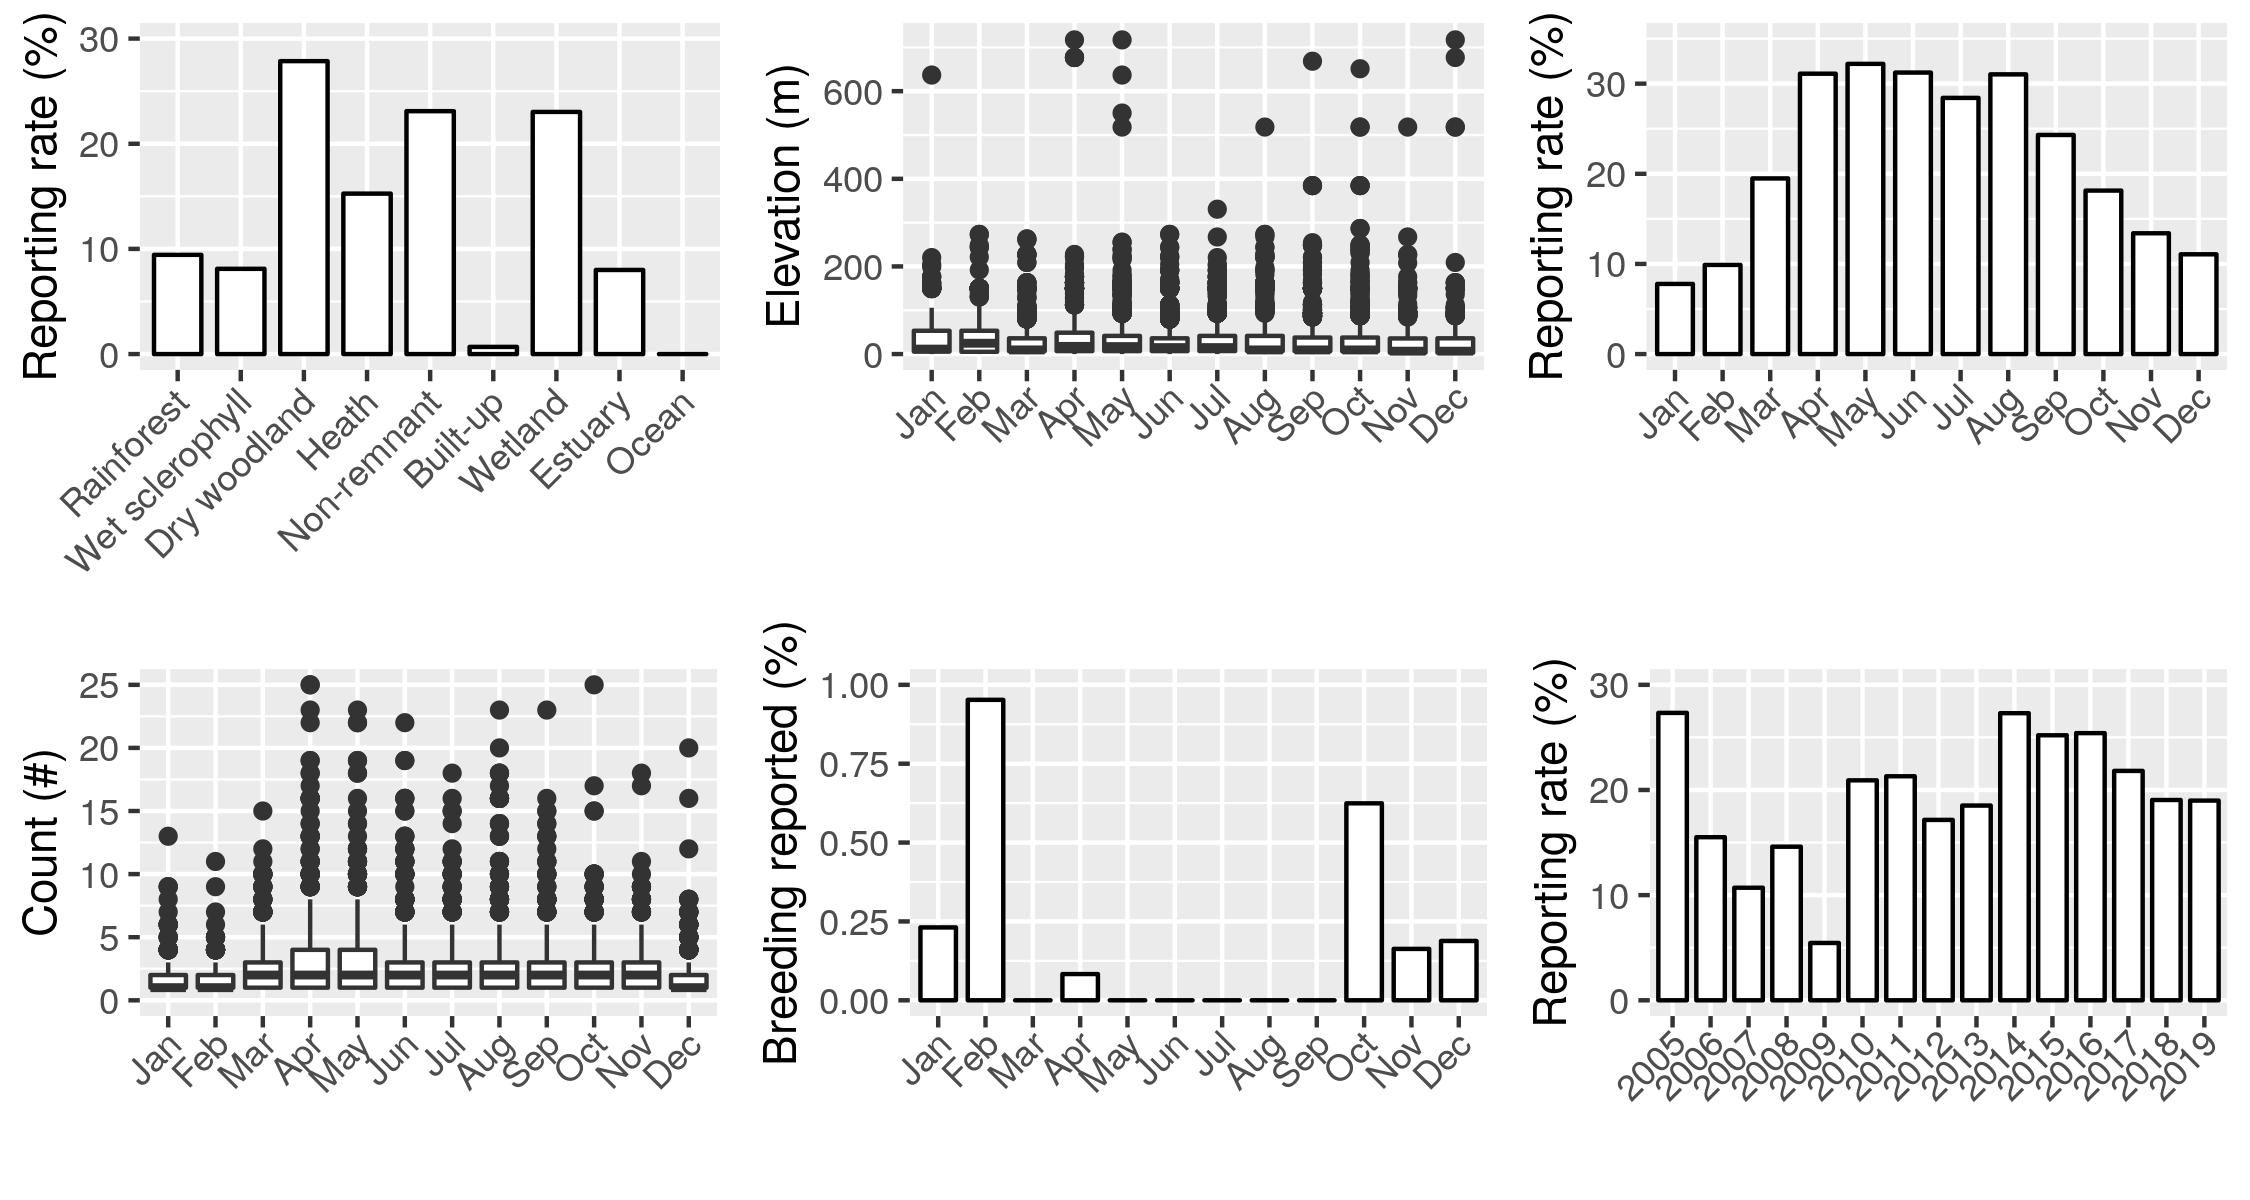 Reporting rate (%)
30
20
10
0
Rainforest
Wet sclerophyll
Dry woodland
Heath
Non-remnant
Built-up
Wetland
Estuary
Ocean
Elevation (m)
600
400
200
0
Jan
Feb
Mar
Apr
May
Jun
Jul
Aug
Sep
Oct
Nov
Dec
Reporting rate (%)
30
20
10
0
Jan
Feb
Mar
Apr
May
Jun
Jul
Aug
Sep
Oct
Nov
Dec
Count (#)
25
20
15
10
5
0
Jan
Feb
Mar
Apr
May
Jun
Jul
Aug
Sep
Oct
Nov
Dec
Breeding reported (%)
1.00
0.75
0.50
0.25
0.00
Jan
Feb
Mar
Apr
May
Jun
Jul
Aug
Sep
Oct
Nov
Dec
Reporting rate (%)
30
20
10
0
2005
2006
2007
2008
2009
2010
2011
2012
2013
2014
2015
2016
2017
2018
2019